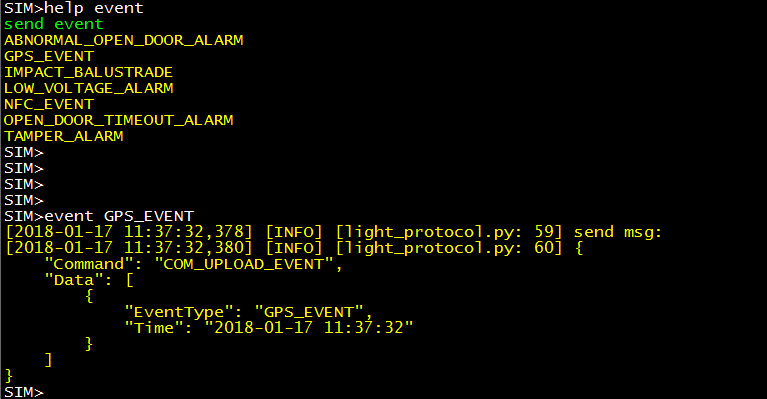 SIM>help event
send event
ABNORMAL_OPEN_DOOR_ALARM
GPS_EVENT
IMPACT_BALUSTRADE
LOW_VOLTAGE_ALARM
NFC_EVENT
OPEN_DOOR_TIMEOUT_ALARM
TAMPER_ALARM
SIM>
SIM>
SIM>
SIM>
SIM>event GPS_EVENT
[2018-01-17 11:37:32,378] [INFO] [light_protocol.py: 59] send msg:
[2018-01-17 11:37:32,380] [INFO] [light_protocol.py: 60] {
    "Command": "COM_UPLOAD_EVENT",
    "Data": [
        {
            "EventType": "GPS_EVENT",
            "Time": "2018-01-17 11:37:32"
        }
    ]
}
SIM>